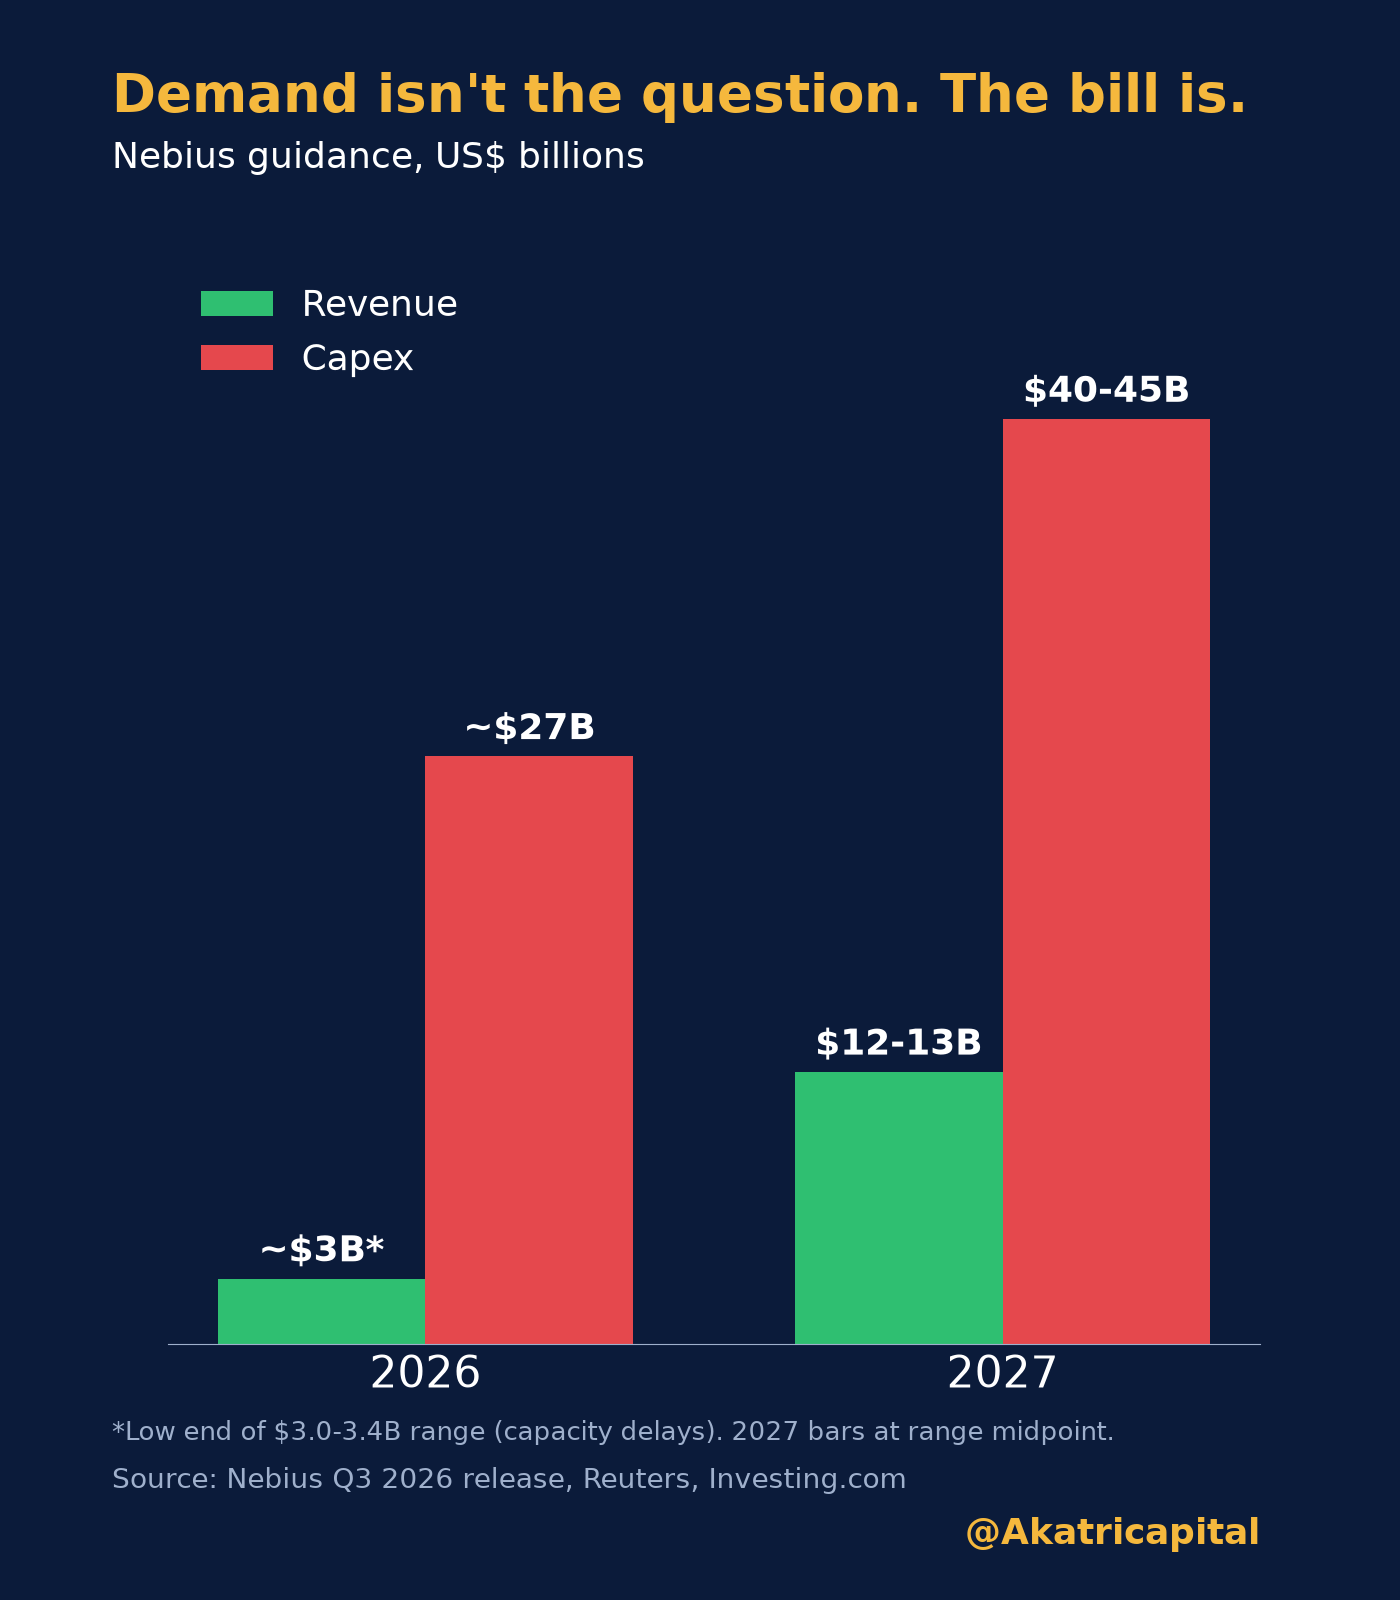 Demand isn't the question. The bill is.
Nebius guidance, US$ billions
Revenue
Capex
$40-45B
~$27B
$12-13B
~$3B*
2026
2027
*Low end of $3.0-3.4B range (capacity delays). 2027 bars at range midpoint.
Source: Nebius Q3 2026 release, Reuters, Investing.com
@Akatricapital